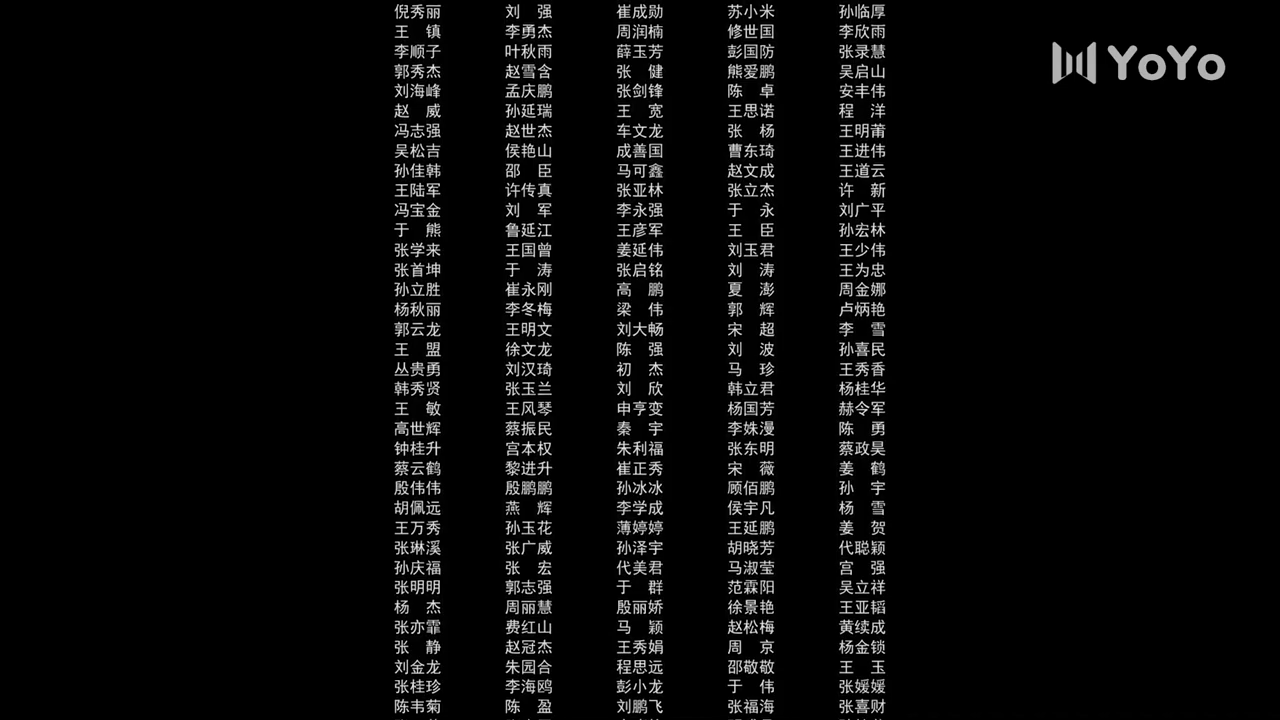 倪秀丽 刘 强 崔成勋 苏小米 孙临厚
王 镇 李勇杰 周润楠 修世国 李欣雨
李顺子 叶秋雨 薛玉芳 彭国防 张录慧
郭秀杰 赵雪含 张 健 熊爱鹏 吴启山
刘海峰 孟庆鹏 张剑锋 陈 卓 安丰伟
赵 威 孙延瑞 王 宽 王思诺 程 洋
冯志强 赵世杰 车文龙 张 杨 王明莆
吴松吉 侯艳山 成善国 曹东琦 王进伟
孙佳韩 邵 臣 马可鑫 赵文成 王道云
王陆军 许传真 张亚林 张立杰 许 新
冯宝金 刘 军 李永强 于 永 刘广平
于 熊 鲁延江 王彦军 王 臣 孙宏林
张学来 王国曾 姜延伟 刘玉君 王少伟
张首坤 于 涛 张启铭 刘 涛 王为忠
孙立胜 崔永刚 高 鹏 夏 澎 周金娜
杨秋丽 李冬梅 梁 伟 郭 辉 卢炳艳
郭云龙 王明文 刘大畅 宋 超 李 雪
王 盟 徐文龙 陈 强 刘 波 孙喜民
丛贵勇 刘汉琦 初 杰 马 珍 王秀香
韩秀贤 张玉兰 刘 欣 韩立君 杨桂华
王 敏 王风琴 申亨变 杨国芳 赫令军
高世辉 蔡振民 秦 宇 李姝漫 陈 勇
钟桂升 宫本权 朱利福 张东明 蔡政昊
蔡云鹤 黎进升 崔正秀 宋 薇 姜 鹤
殷伟伟 殷鹏鹏 孙冰冰 顾佰鹏 孙 宇
胡佩远 燕 辉 李学成 侯宇凡 杨 雪
王万秀 孙玉花 薄婷婷 王延鹏 姜 贺
张琳溪 张广威 孙泽宇 胡晓芳 代聪颖
孙庆福 张 宏 代美君 马淑莹 宫 强
张明明 郭志强 于 群 范霖阳 吴立祥
杨 杰 周丽慧 殷丽娇 徐景艳 王亚韬
张亦霏 费红山 马 颖 赵松梅 黄续成
张 静 赵冠杰 王秀娟 周 京 杨金锁
刘金龙 朱园合 程思远 邵敬敬 王 玉
张桂珍 李海鸥 彭小龙 于 伟 张媛媛
陈韦菊 陈 盈 刘鹏飞 张福海 张喜财
YoYo